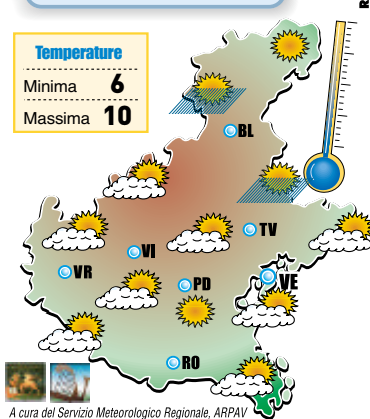 R
Temperature
Minima 6
Massima 10
BL
TV
VI
VR
PD
VE
RO
A cura del Servizio Meteorologico Regionale, ARPAV